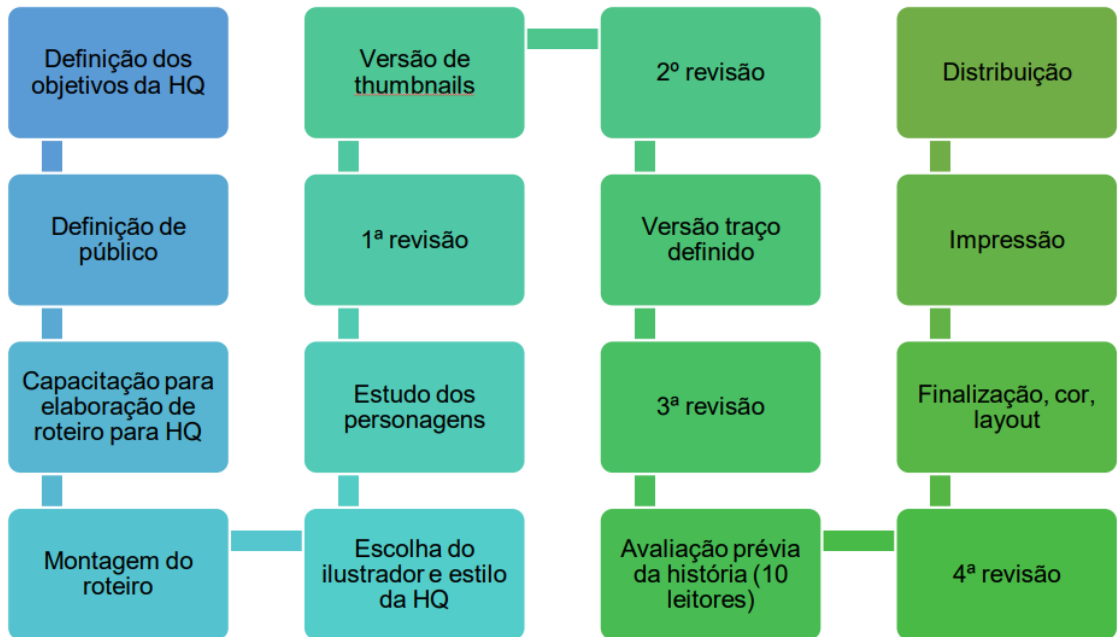 Definição dos
objetivos da HQ
Definição de
público
Capacitação para
elaboração de
roteiro para HQ
Montagem do
roteiro
Escolha do
ilustrador e estilo
da HQ
Estudo dos
personagens
1ª revisão
Versão de
thumbnails
2º revisão
Versão traço
definido
3ª revisão
Avaliação prévia
da história (10
leitores)
4ª revisão
Finalização, cor,
layout
Impressão
Distribuição